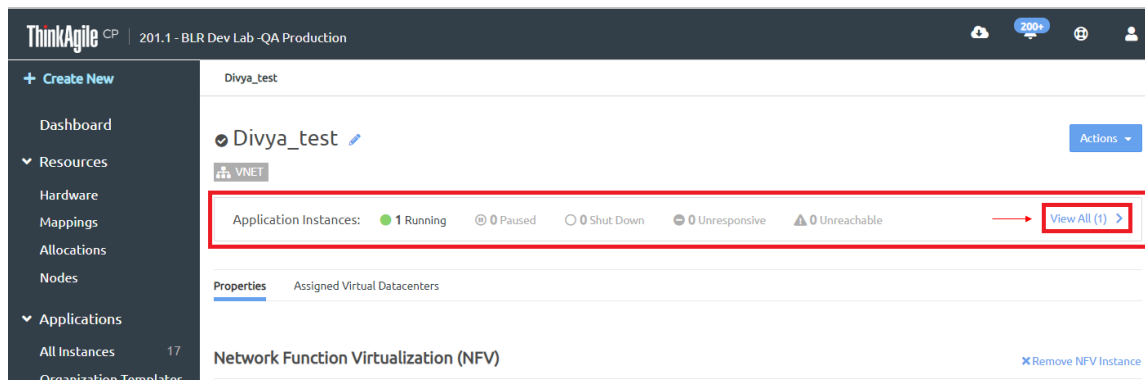 ThinkAgile CP | 201.1 - BLR Dev Lab -QA Production
200+
+ Create New
Divya_test
Dashboard
Divya_test
Actions
Resources
VNET
Hardware
Application Instances: 1 Running 0 Paused 0 Shut Down 0 Unresponsive 0 Unreachable View All (1)
Mappings
Allocations
Nodes
Properties Assigned Virtual Datacenters
Applications
All Instances 17
Network Function Virtualization (NFV)
Remove NFV Instance
Organization Templates